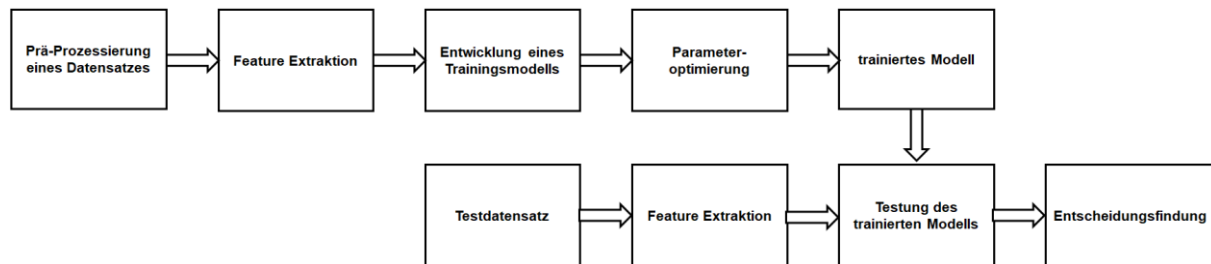 Prä-Prozessierung
eines Datensatzes
Feature Extraktion
Entwicklung eines
Trainingsmodells
Parameter-
optimierung
trainiertes Modell
Testdatensatz
Feature Extraktion
Testung des
trainierten Modells
Entscheidungsfindung